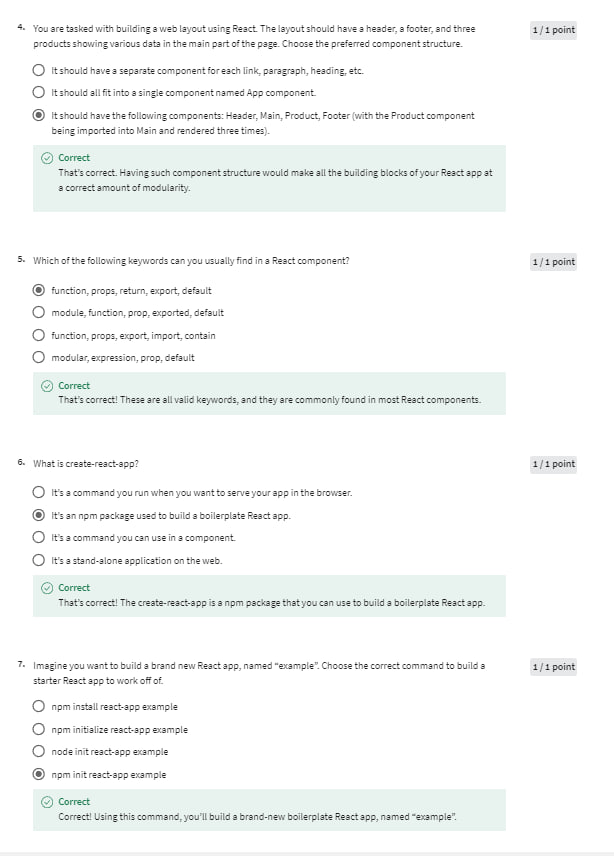 4. You are tasked with building a web layout using React. The layout should have a header, a footer, and three
1 / 1 point
products showing various data in the main part of the page. Choose the preferred component structure.
It should have a separate component for each link, paragraph, heading, etc.
It should all fit into a single component named App component.
It should have the following components: Header, Main, Product, Footer (with the Product component
being imported into Main and rendered three times).
Correct
That's correct. Having such component structure would make all the building blocks of your React app at
a correct amount of modularity.
5. Which of the following keywords can you usually find in a React component?
1 / 1 point
function, props, return, export, default
module, function, prop, exported, default
function, props, export, import, contain
modular, expression, prop, default
Correct
That's correct! These are all valid keywords, and they are commonly found in most React components.
6. What is create-react-app?
1 / 1 point
It's a command you run when you want to serve your app in the browser.
It's an npm package used to build a boilerplate React app.
It's a command you can use in a component.
It's a stand-alone application on the web.
Correct
That's correct! The create-react-app is a npm package that you can use to build a boilerplate React app.
7. Imagine you want to build a brand new React app, named “example”. Choose the correct command to build a
1 / 1 point
starter React app to work off of.
npm install react-app example
npm initialize react-app example
node init react-app example
npm init react-app example
Correct
Correct! Using this command, you'll build a brand-new boilerplate React app, named “example”.